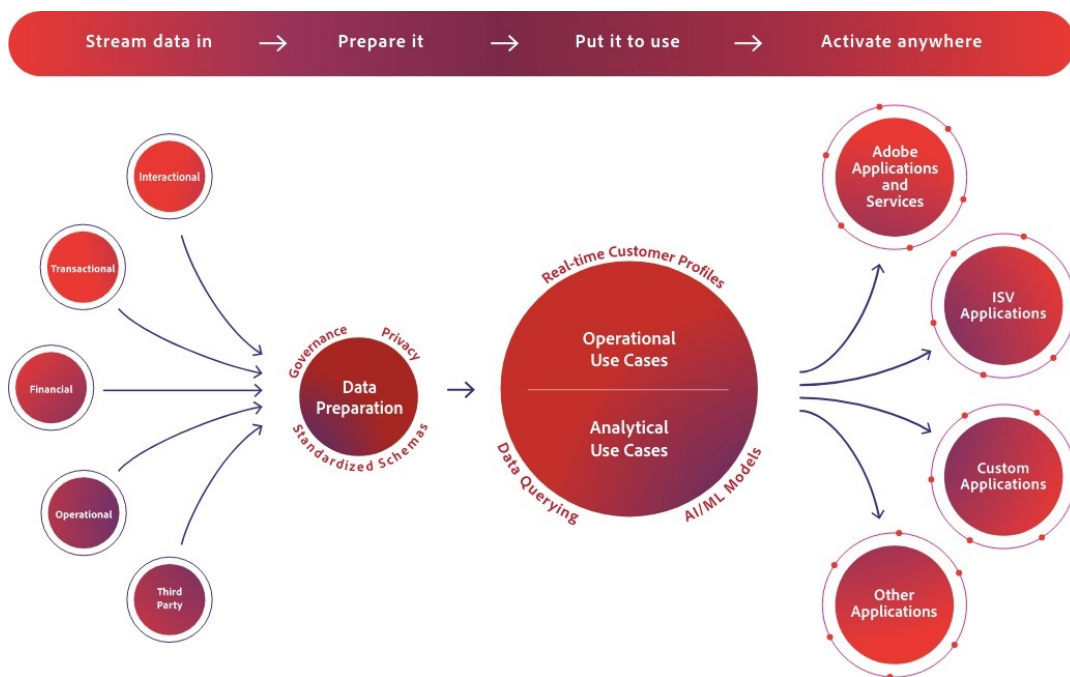 Stream data in → Prepare it → Put it to use → Activate anywhere
Interactional
Transactional
Financial
Operational
Third
Party
Governance
Privacy
Data
Preparation
Standardized Schemas
Real-time Customer Profiles
Operational
Use Cases
Analytical
Use Cases
Data Querying
AI/ML Models
Adobe
Applications
and
Services
ISV
Applications
Custom
Applications
Other
Applications